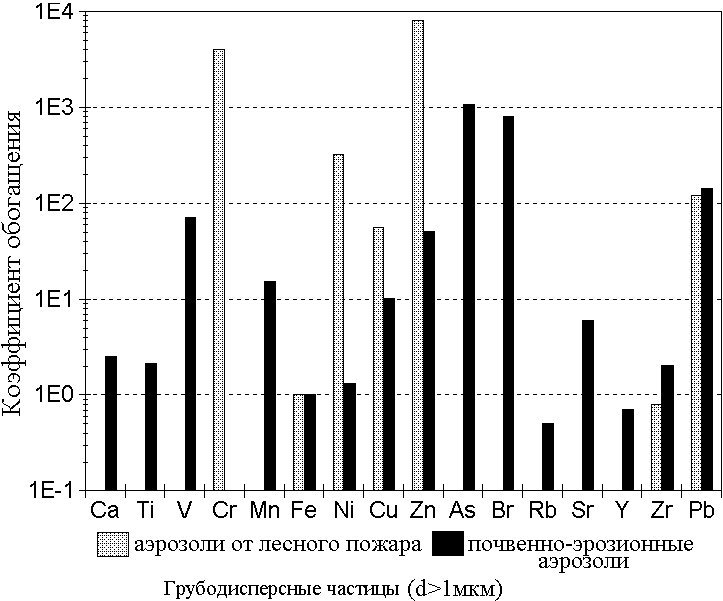 Коэффициент обогащения
1E4
1E3
1E2
1E1
1E0
1E-1
Ca Ti V Cr Mn Fe Ni Cu Zn As Br Rb Sr Y Zr Pb
аэрозоли от лесного пожара
почвенно-эрозионные
аэрозоли
Грубодисперсные частицы (d>1мкм)